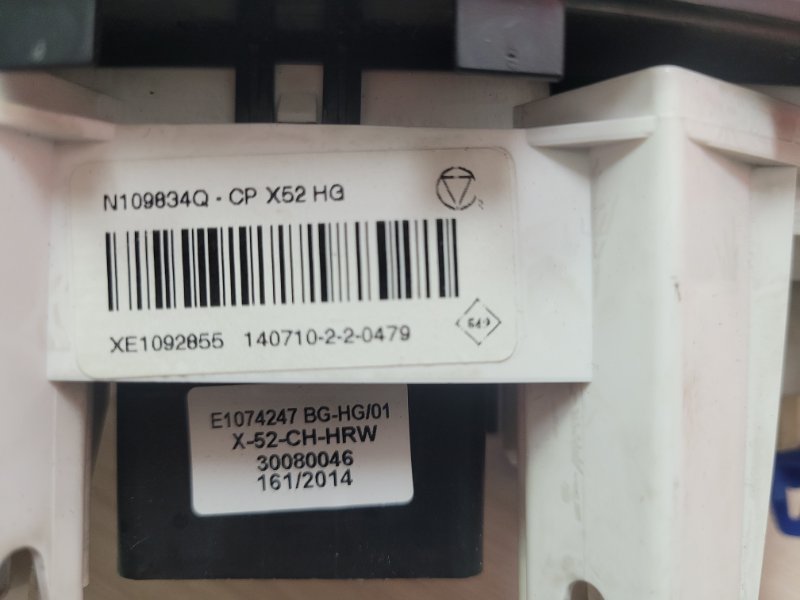 N109834Q - CP X52 HG
XE1092855 140710-2-2-0479
E1074247 BG-HG/01
X-52-CH-HRW
30080046
161/2014